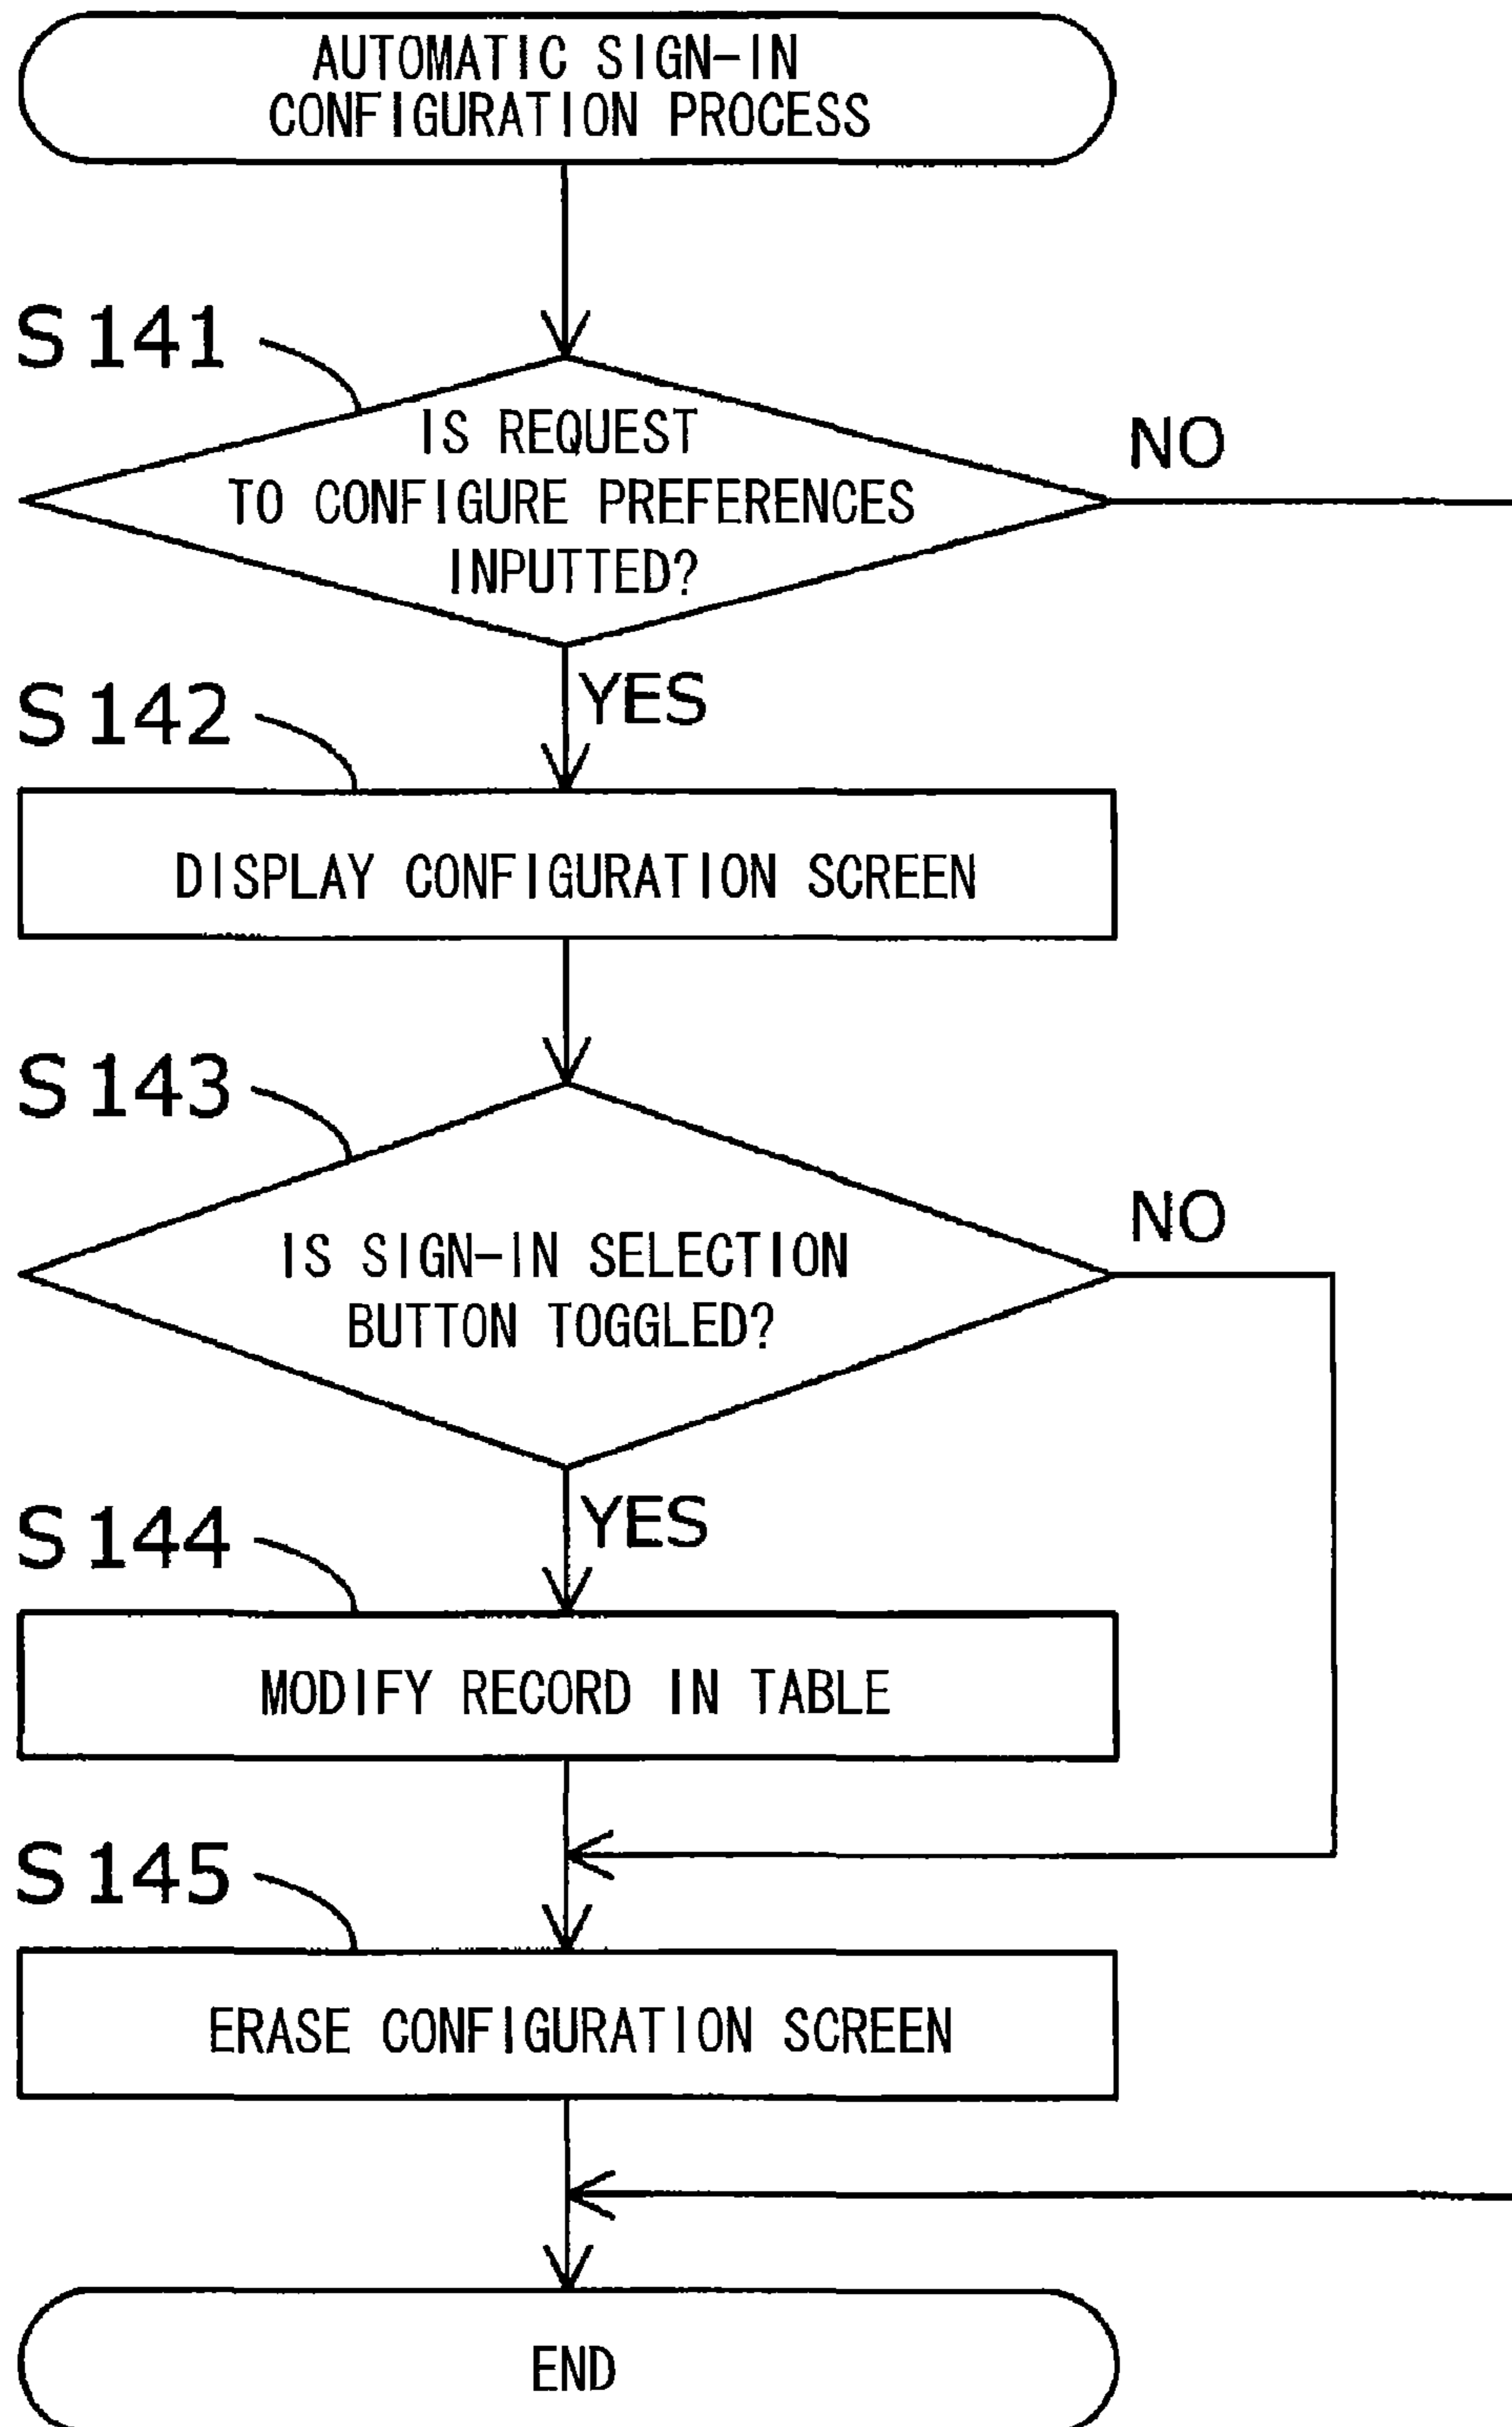 AUTOMATIC SIGN-IN
CONFIGURATION PROCESS
S141
IS REQUEST
TO CONFIGURE PREFERENCES
INPUTTED?
NO
YES
S142
DISPLAY CONFIGURATION SCREEN
S143
IS SIGN-IN SELECTION
BUTTON TOGGLED?
NO
YES
S144
MODIFY RECORD IN TABLE
S145
ERASE CONFIGURATION SCREEN
END